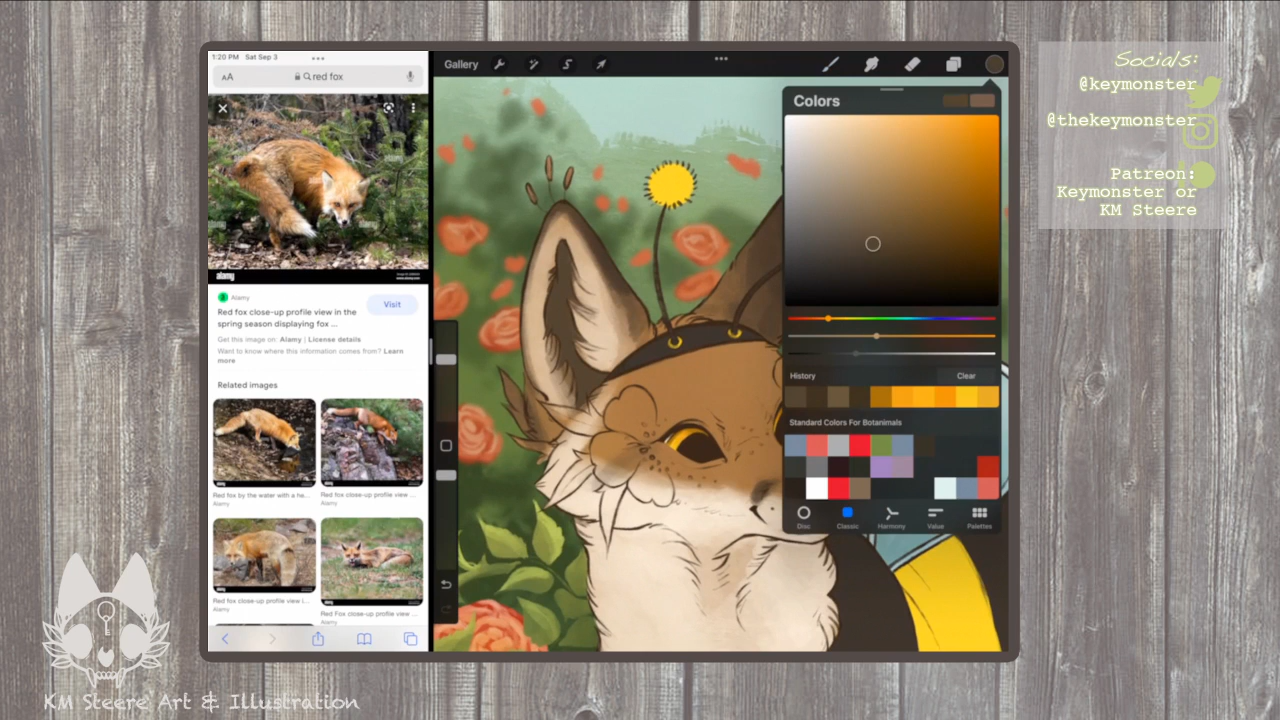 1:20 PM Sat Sep 3
AA
red fox
alamy
Alamy
Red fox close-up profile view in the
spring season displaying fox ...
Visit
Get this image on: Alamy | License details
Want to know where this information comes from? Learn
more
Related images
Red fox by the water with a he...
Alamy
Red fox close-up profile view ...
Alamy
Red fox close-up profile view i...
Alamy
Red Fox close-up profile view ...
Alamy
Gallery
Colors
History
Clear
Standard Colors For Botanimals
Disc
Classic
Harmony
Value
Palettes
Socials:
@keymonster
@thekeymonster
Patreon:
Keymonster or
KM Steere
KM Steere Art & Illustration